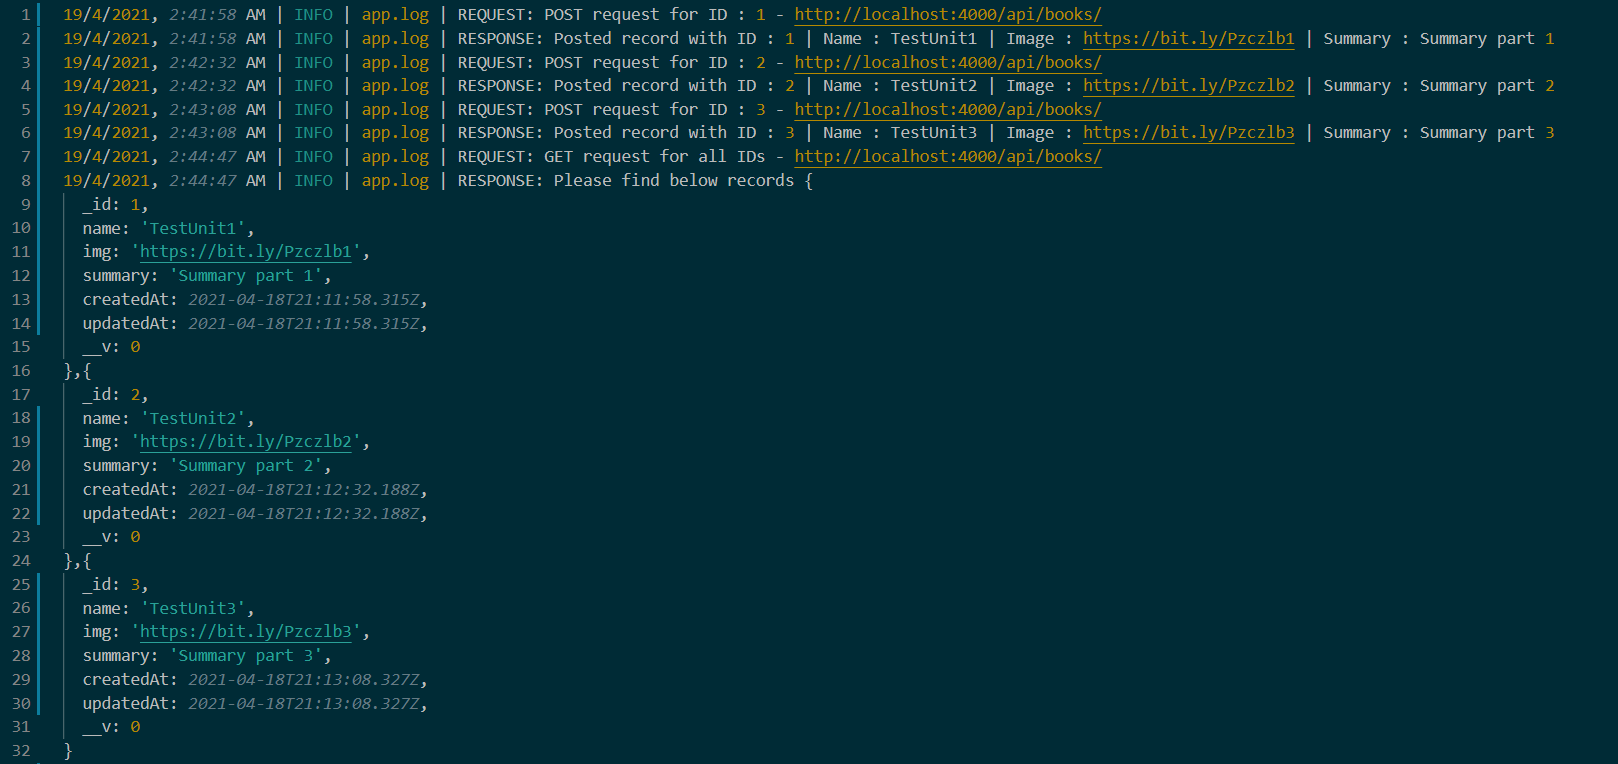 1 19/4/2021, 2:41:58 AM | INFO | app.log | REQUEST: POST request for ID : 1 - http://localhost:4000/api/books/
2 19/4/2021, 2:41:58 AM | INFO | app.log | RESPONSE: Posted record with ID : 1 | Name : TestUnit1 | Image : https://bit.ly/Pzczlb1 | Summary : Summary part 1
3 19/4/2021, 2:42:32 AM | INFO | app.log | REQUEST: POST request for ID : 2 - http://localhost:4000/api/books/
4 19/4/2021, 2:42:32 AM | INFO | app.log | RESPONSE: Posted record with ID : 2 | Name : TestUnit2 | Image : https://bit.ly/Pzczlb2 | Summary : Summary part 2
5 19/4/2021, 2:43:08 AM | INFO | app.log | REQUEST: POST request for ID : 3 - http://localhost:4000/api/books/
6 19/4/2021, 2:43:08 AM | INFO | app.log | RESPONSE: Posted record with ID : 3 | Name : TestUnit3 | Image : https://bit.ly/Pzczlb3 | Summary : Summary part 3
7 19/4/2021, 2:44:47 AM | INFO | app.log | REQUEST: GET request for all IDs - http://localhost:4000/api/books/
8 19/4/2021, 2:44:47 AM | INFO | app.log | RESPONSE: Please find below records {
9 _id: 1,
10 name: 'TestUnit1',
11 img: 'https://bit.ly/Pzczlb1',
12 summary: 'Summary part 1',
13 createdAt: 2021-04-18T21:11:58.315Z,
14 updatedAt: 2021-04-18T21:11:58.315Z,
15 __v: 0
16 },{
17 _id: 2,
18 name: 'TestUnit2',
19 img: 'https://bit.ly/Pzczlb2',
20 summary: 'Summary part 2',
21 createdAt: 2021-04-18T21:12:32.188Z,
22 updatedAt: 2021-04-18T21:12:32.188Z,
23 __v: 0
24 },{
25 _id: 3,
26 name: 'TestUnit3',
27 img: 'https://bit.ly/Pzczlb3',
28 summary: 'Summary part 3',
29 createdAt: 2021-04-18T21:13:08.327Z,
30 updatedAt: 2021-04-18T21:13:08.327Z,
31 __v: 0
32 }